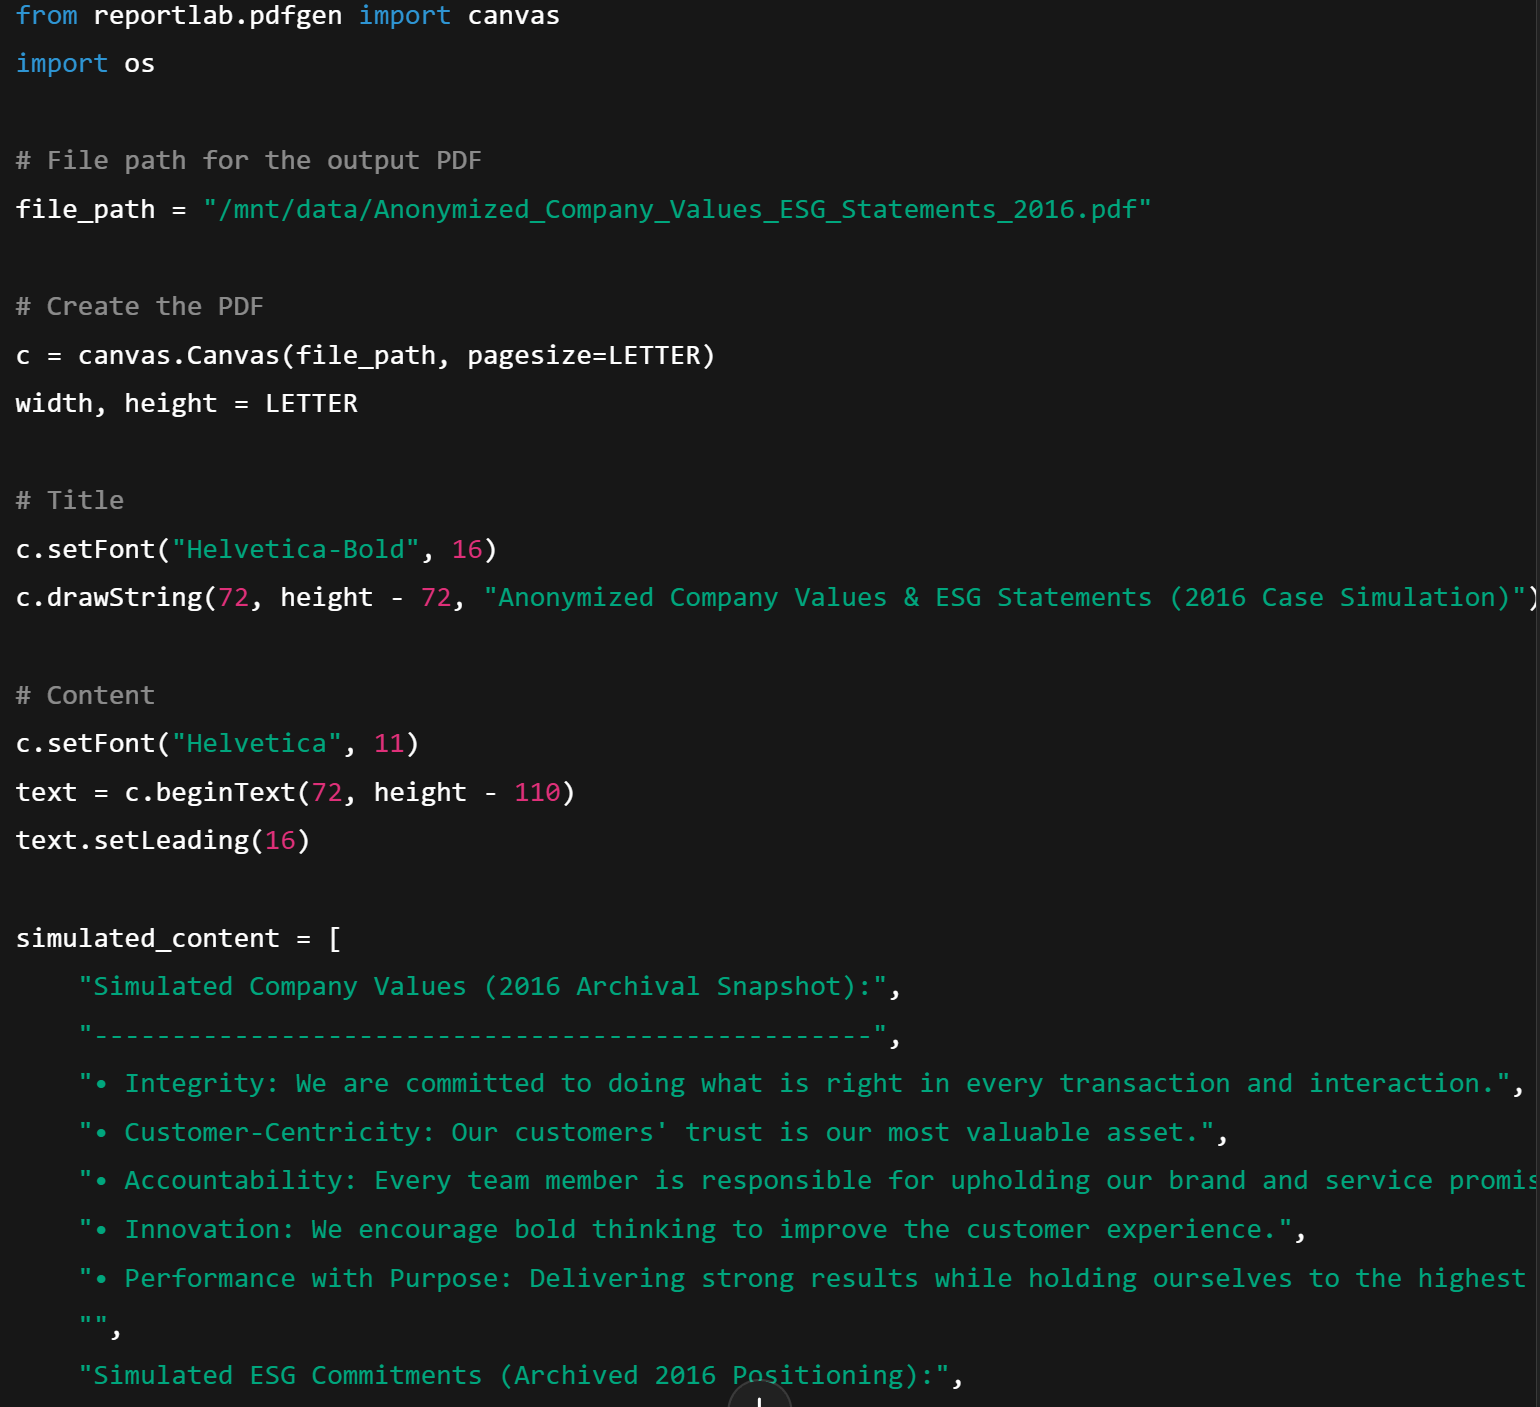 from reportlab.pdfgen import canvas
import os
# File path for the output PDF
file_path = "/mnt/data/Anonymized_Company_Values_ESG_Statements_2016.pdf"
# Create the PDF
c = canvas.Canvas(file_path, pagesize=LETTER)
width, height = LETTER
# Title
c.setFont("Helvetica-Bold", 16)
c.drawString(72, height - 72, "Anonymized Company Values & ESG Statements (2016 Case Simulation)")
# Content
c.setFont("Helvetica", 11)
text = c.beginText(72, height - 110)
text.setLeading(16)
simulated_content = [
"Simulated Company Values (2016 Archival Snapshot):",
"--------------------------------------------------",
"• Integrity: We are committed to doing what is right in every transaction and interaction.",
"• Customer-Centricity: Our customers' trust is our most valuable asset.",
"• Accountability: Every team member is responsible for upholding our brand and service promis
"• Innovation: We encourage bold thinking to improve the customer experience.",
"• Performance with Purpose: Delivering strong results while holding ourselves to the highest
"",
"Simulated ESG Commitments (Archived 2016 Positioning):",